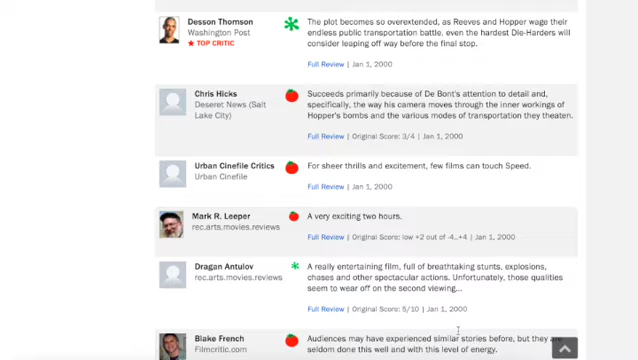 Desson Thomson
Washington Post
★ TOP CRITIC
The plot becomes so overextended, as Reeves and Hopper wage their
endless public transportation battle, even the hardest Die-Harders will
consider leaping off way before the final stop.
Full Review | Jan 1, 2000
Chris Hicks
Deseret News (Salt
Lake City)
Succeeds primarily because of De Bont's attention to detail and,
specifically, the way his camera moves through the inner workings of
Hopper's bombs and the various modes of transportation they theaten.
Full Review | Original Score: 3/4 | Jan 1, 2000
Urban Cinefile Critics
Urban Cinefile
For sheer thrills and excitement, few films can touch Speed.
Full Review | Jan 1, 2000
Mark R. Leeper
rec.arts.movies.reviews
A very exciting two hours.
Full Review | Original Score: low +2 out of -4..+4 | Jan 1, 2000
Dragan Antulov
rec.arts.movies.reviews
A really entertaining film, full of breathtaking stunts, explosions,
chases and other spectacular actions. Unfortunately, those qualities
seem to wear off on the second viewing...
Full Review | Original Score: 5/10 | Jan 1, 2000
Blake French
Filmcritic.com
Audiences may have experienced similar stories before, but they are
seldom done this well and with this level of energy.